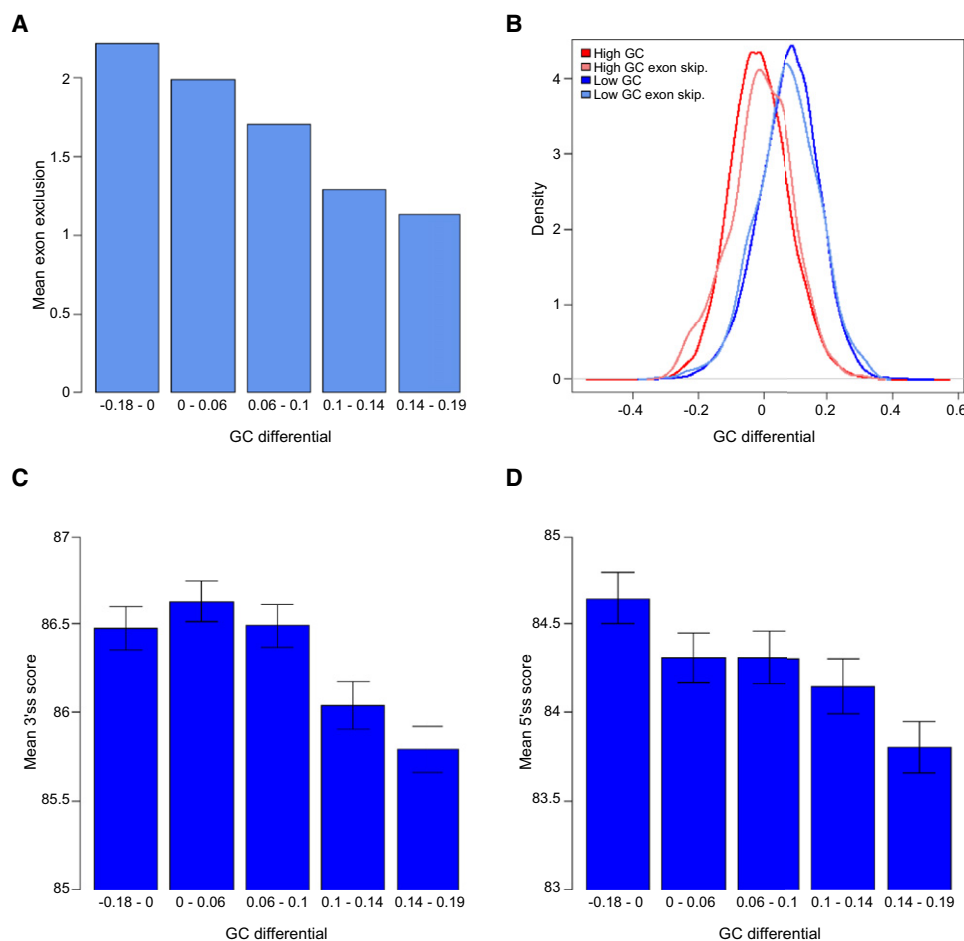 A
Mean exon exclusion
2
1.5
1
0.5
0
-0.18 - 0
0 - 0.06
0.06 - 0.1
0.1 - 0.14
0.14 - 0.19
GC differential
B
High GC
High GC exon skip.
Low GC
Low GC exon skip.
Density
4
3
2
1
0
-0.4
-0.2
0
0.2
0.4
0.6
GC differential
C
Mean 3'ss score
87
86.5
86
85.5
85
-0.18 - 0
0 - 0.06
0.06 - 0.1
0.1 - 0.14
0.14 - 0.19
GC differential
D
Mean 5'ss score
85
84.5
84
83.5
83
-0.18 - 0
0 - 0.06
0.06 - 0.1
0.1 - 0.14
0.14 - 0.19
GC differential